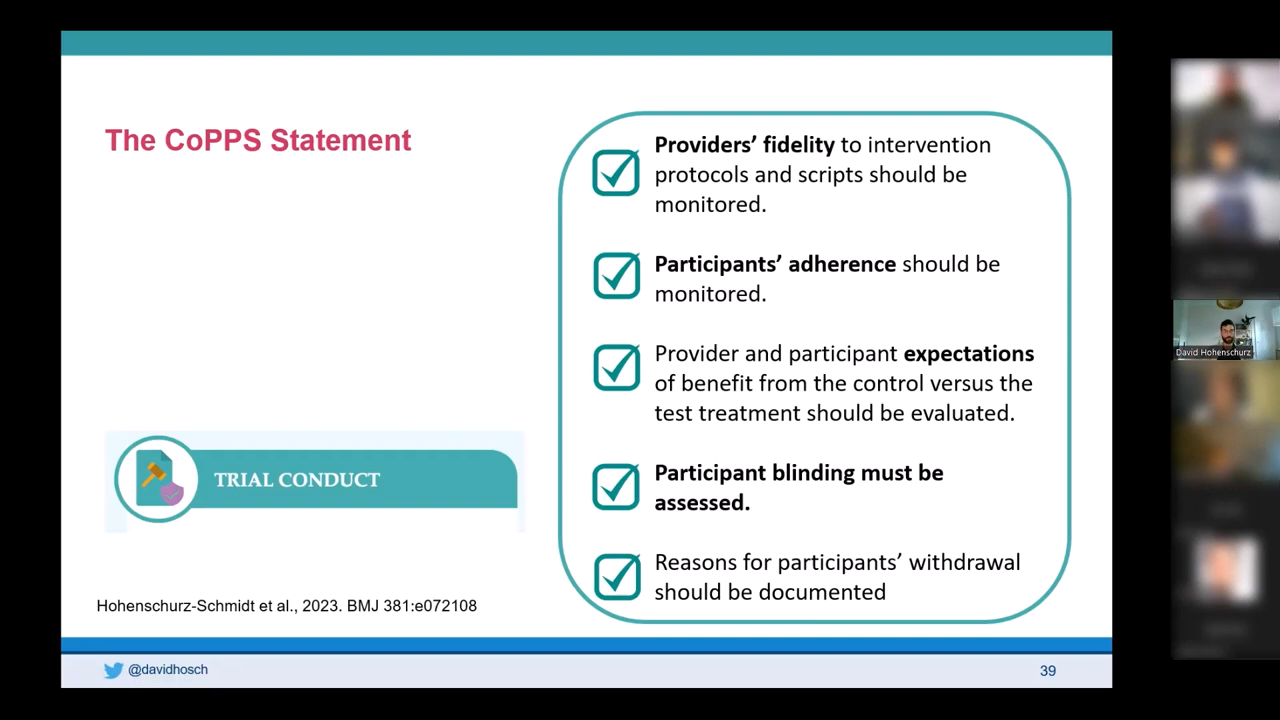 The CoPPS Statement
Providers’ fidelity to intervention
protocols and scripts should be
monitored.
Participants’ adherence should be
monitored.
Provider and participant expectations
of benefit from the control versus the
test treatment should be evaluated.
Participant blinding must be
assessed.
Reasons for participants’ withdrawal
should be documented
TRIAL CONDUCT
Hohenschurz-Schmidt et al., 2023. BMJ 381:e072108
@davidhosch
39
David Hohenschurz